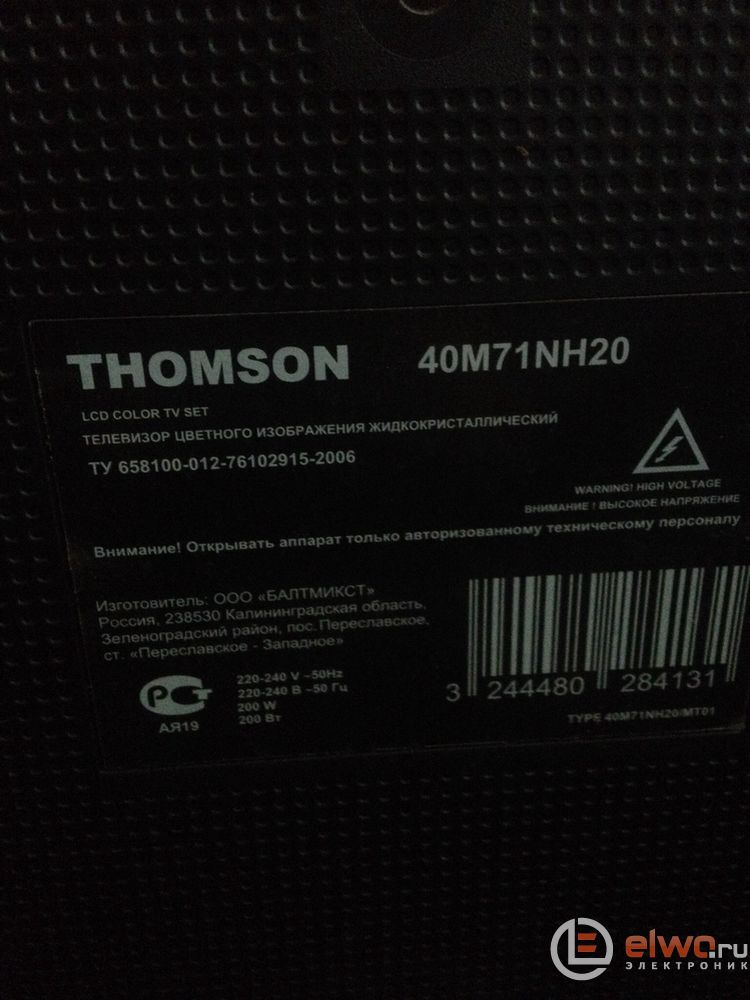 THOMSON 40M71NH20
LCD COLOR TV SET
ТЕЛЕВИЗОР ЦВЕТНОГО ИЗОБРАЖЕНИЯ ЖИДКОКРИСТАЛЛИЧЕСКИЙ
ТУ 658100-012-76102915-2006
WARNING! HIGH VOLTAGE
ВНИМАНИЕ ! ВЫСОКОЕ НАПРЯЖЕНИЕ
Внимание! Открывать аппарат только авторизованному техническому персоналу
Изготовитель: ООО «БАЛТМИКСТ»
Россия, 238530 Калининградская область,
Зеленоградский район, пос. Переславское,
ст. «Переславское - Западное»
РСТ
АЯ19
220-240 V ~50Hz
220-240 В ~50 Гц
200 W
200 Вт
3 244480 284131
TYPE 40M71NH20/MT01
elwo.ru
ЭЛЕКТРОНИК